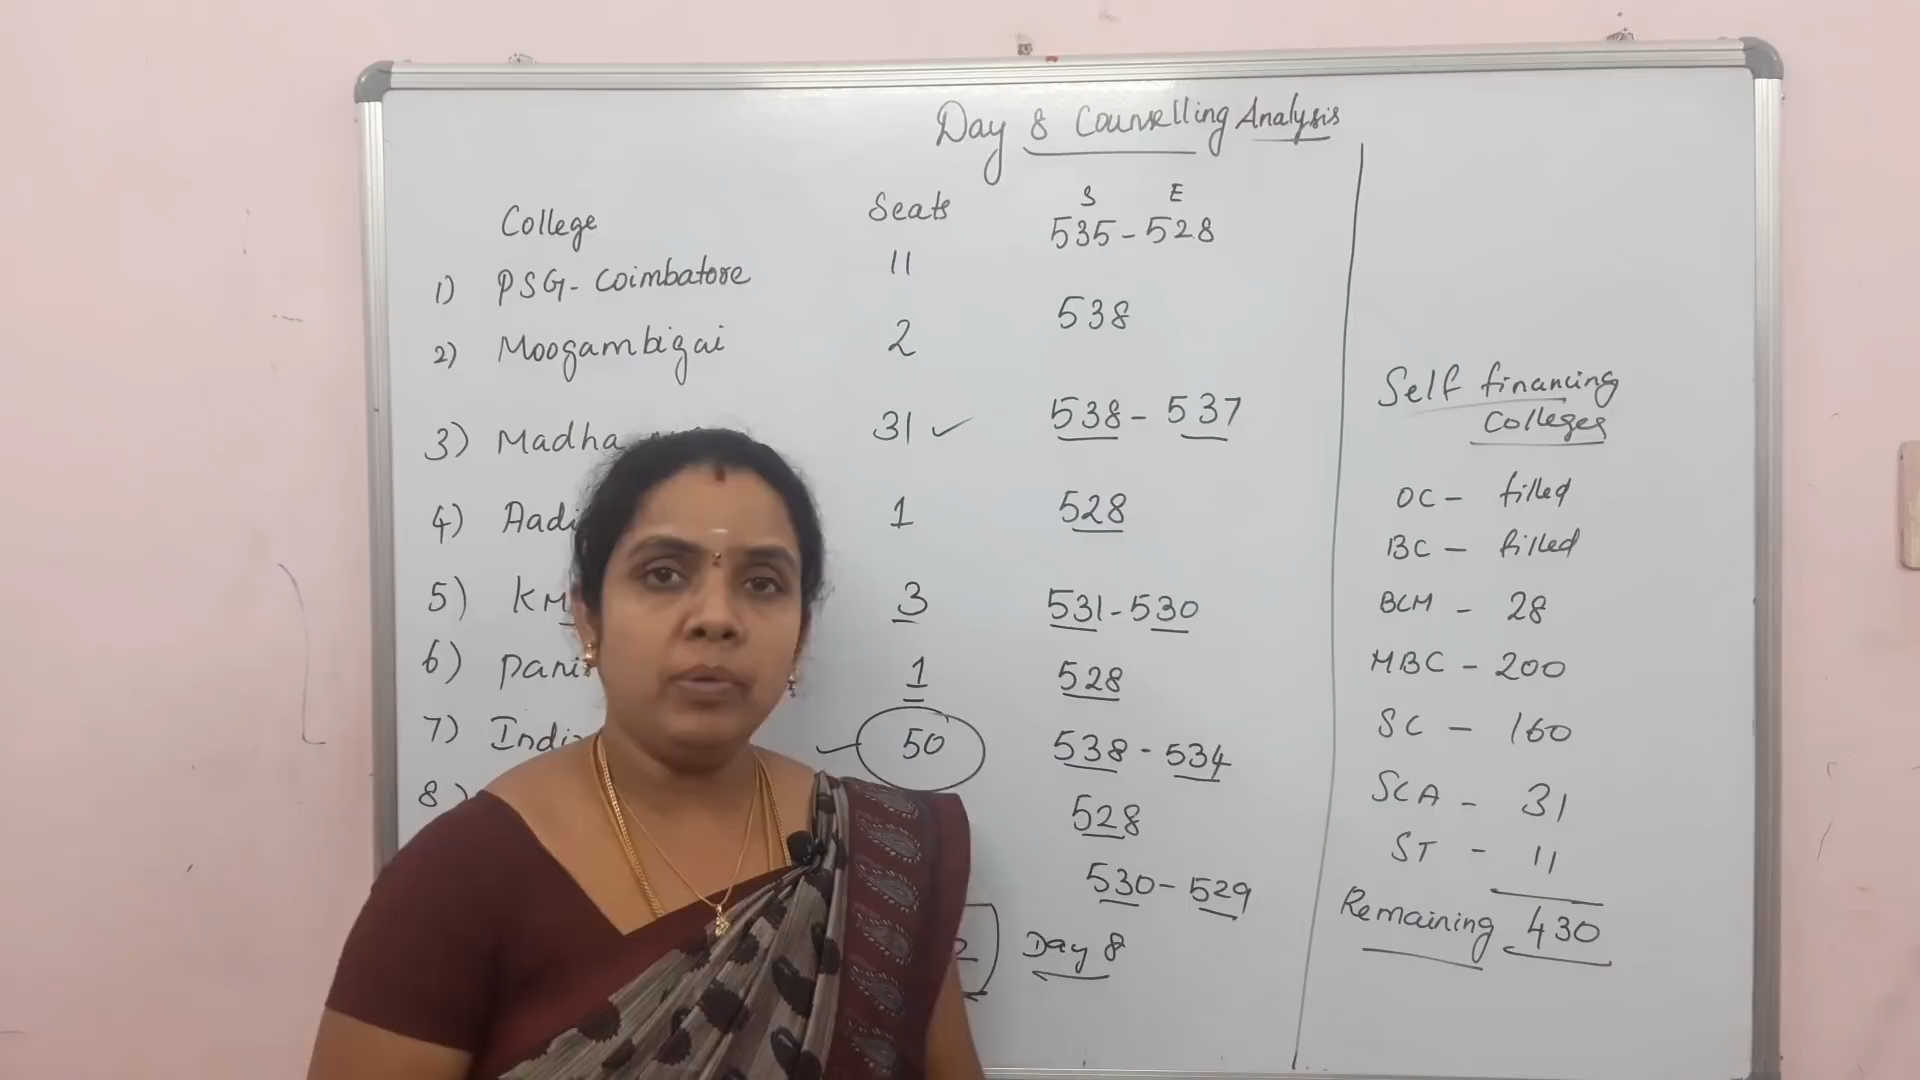 Day 8 Counselling Analysis
College Seats S E
1) PSG - Coimbatore 11 535 - 528
2) Moogambigai 2 538
3) Madha 31 ✓ 538 - 537
4) Aadi 1 528
5) KM 3 531 - 530
6) Pani 1 528
7) Indi 50 538 - 534
8) 528
530 - 529
Day 8
Self financing
Colleges
OC - filled
BC - filled
BCM - 28
MBC - 200
SC - 160
SCA - 31
ST - 11
Remaining 430